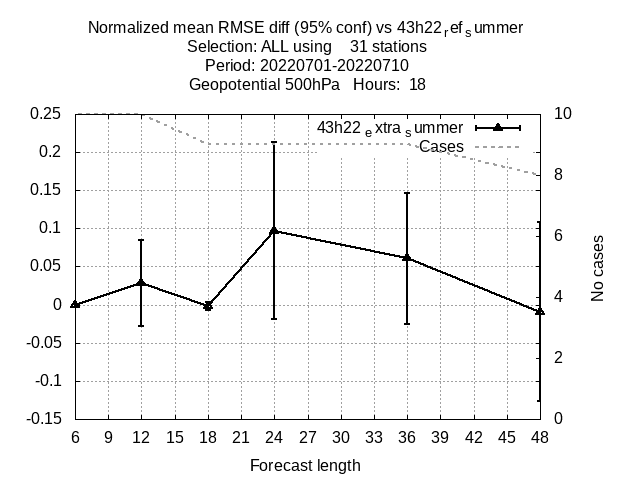 Normalized mean RMSE diff (95% conf) vs 43h22refsummer
Selection: ALL using 31 stations
Period: 20220701-20220710
Geopotential 500hPa Hours: 18
43h22extrasummer
Cases
0.25
0.2
0.15
0.1
0.05
0
-0.05
-0.1
-0.15
10
8
6
4
2
0
No cases
6 9 12 15 18 21 24 27 30 33 36 39 42 45 48
Forecast length